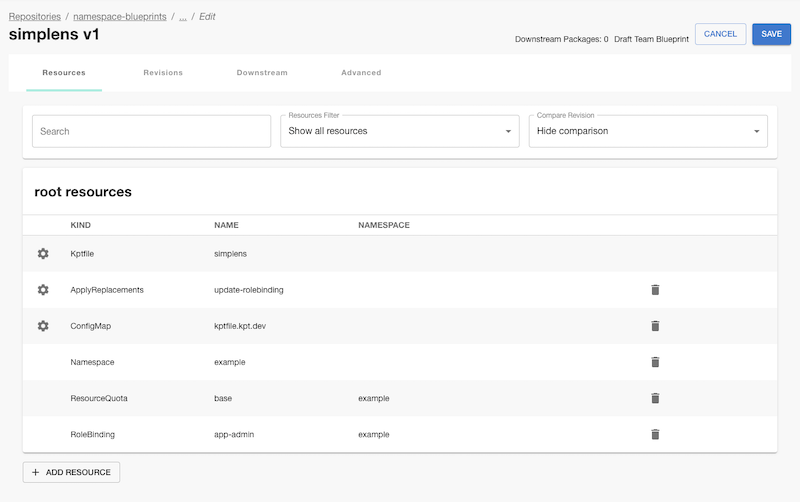 Repositories / namespace-blueprints / ... / Edit
simplens v1
Downstream Packages: 0 Draft Team Blueprint CANCEL SAVE
Resources Revisions Downstream Advanced
Search
Resources Filter
Show all resources
Compare Revision
Hide comparison
root resources
KIND NAME NAMESPACE
Kptfile simplens
ApplyReplacements update-rolebinding
ConfigMap kptfile.kpt.dev
Namespace example
ResourceQuota base example
RoleBinding app-admin example
+ ADD RESOURCE